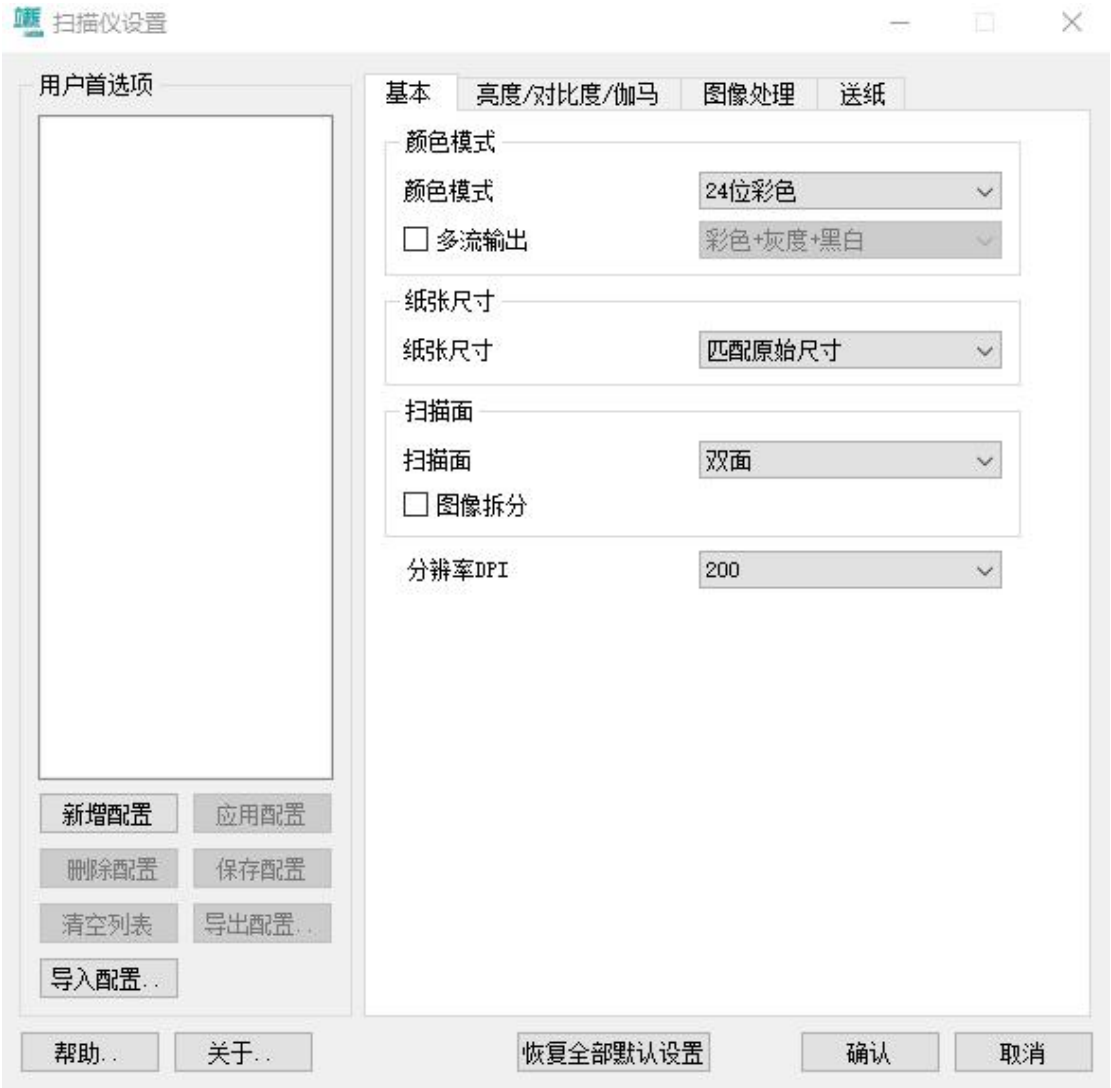 扫描仪设置
用户首选项
基本 亮度/对比度/伽马 图像处理 送纸
颜色模式
颜色模式 24位彩色
多流输出 彩色+灰度+黑白
纸张尺寸
纸张尺寸 匹配原始尺寸
扫描面
扫描面 双面
图像拆分
分辨率DPI 200
新增配置 应用配置
删除配置 保存配置
清空列表 导出配置..
导入配置..
帮助.. 关于.. 恢复全部默认设置 确认 取消